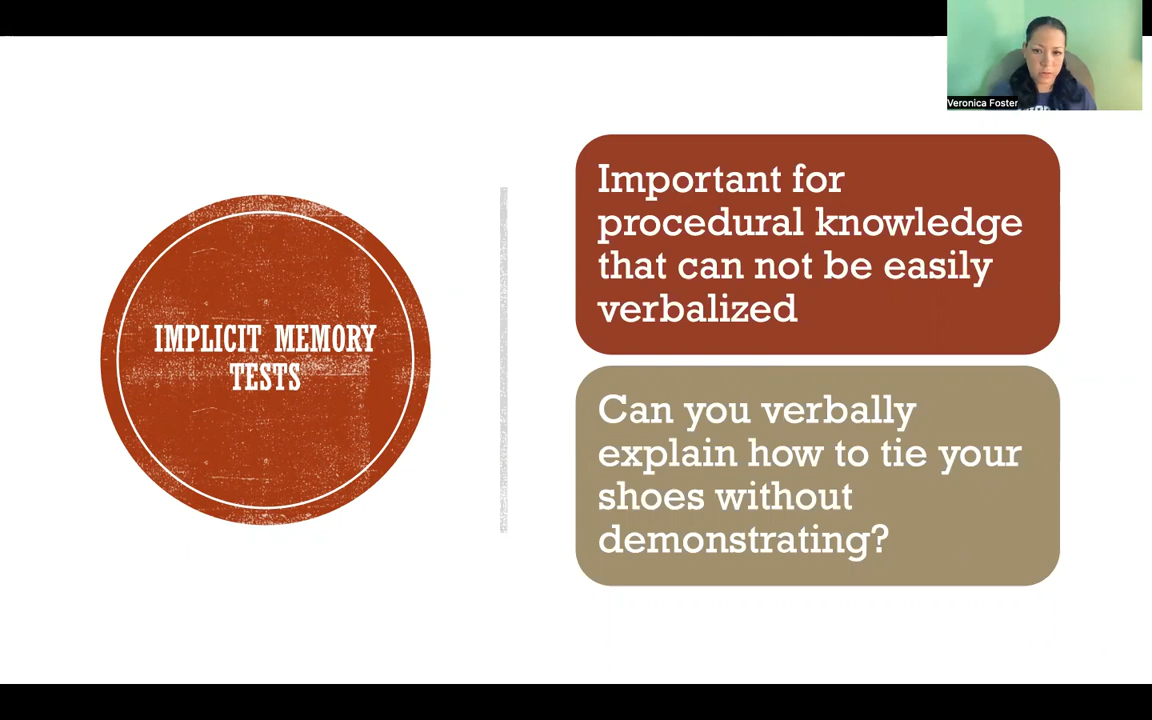 Veronica Foster
IMPLICIT MEMORY
TESTS
Important for
procedural knowledge
that can not be easily
verbalized
Can you verbally
explain how to tie your
shoes without
demonstrating?